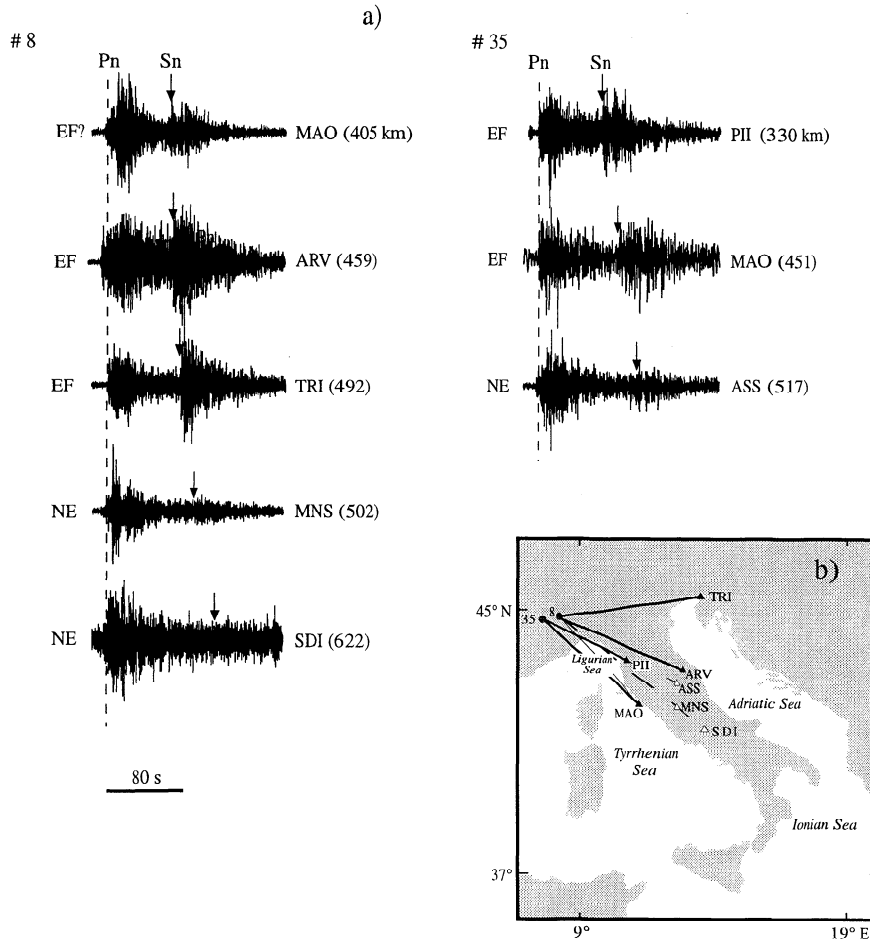 a)
# 8
Pn
Sn
EF?
MAO (405 km)
EF
ARV (459)
EF
TRI (492)
NE
MNS (502)
NE
SDI (622)
80 s
# 35
Sn
EF
PII (330 km)
EF
MAO (451)
NE
ASS (517)
b)
45° N
37°
9°
19° E
TRI
8
35
Ligurian
Sea
PII
ARV
ASS
MNS
MAO
SDI
Adriatic Sea
Tyrrhenian
Sea
Ionian Sea